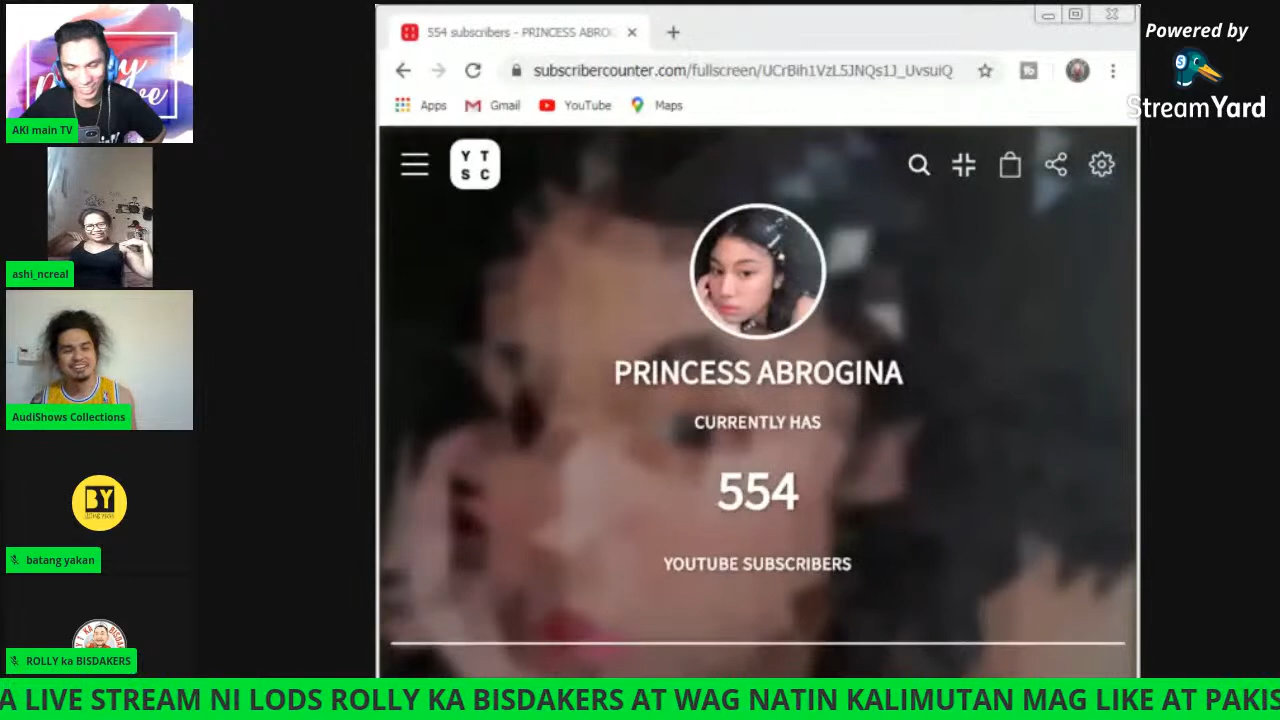 AKI main TV
ashi_ncreal
AudiShows Collections
BY
batang yakan
ROLLY ka BISDAKERS
554 subscribers - PRINCESS ABROG
subscribercounter.com/fullscreen/UCrBih1VzL5JNQs1J_UvsuiQ
Apps
Gmail
YouTube
Maps
Y T
S C
PRINCESS ABROGINA
CURRENTLY HAS
554
YOUTUBE SUBSCRIBERS
Powered by
StreamYard
A LIVE STREAM NI LODS ROLLY KA BISDAKERS AT WAG NATIN KALIMUTAN MAG LIKE AT PAKIS